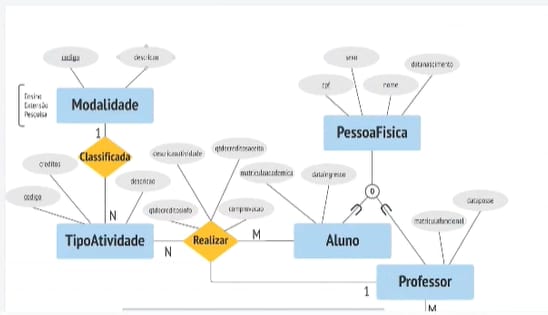 codigo
descricao
sexo
datanascimento
cpf
nome
Ensino
Extensão
Pesquisa
Modalidade
PessoaFisica
1
Classificada
descricaoatividade
qtdecreditosaceito
creditos
matriculaacademica
dataingresso
descricao
codigo
qtdecreditosinfo
comprovacao
o
dataposse
matriculafuncional
N
TipoAtividade
N
Realizar
M
Aluno
Professor
1
M